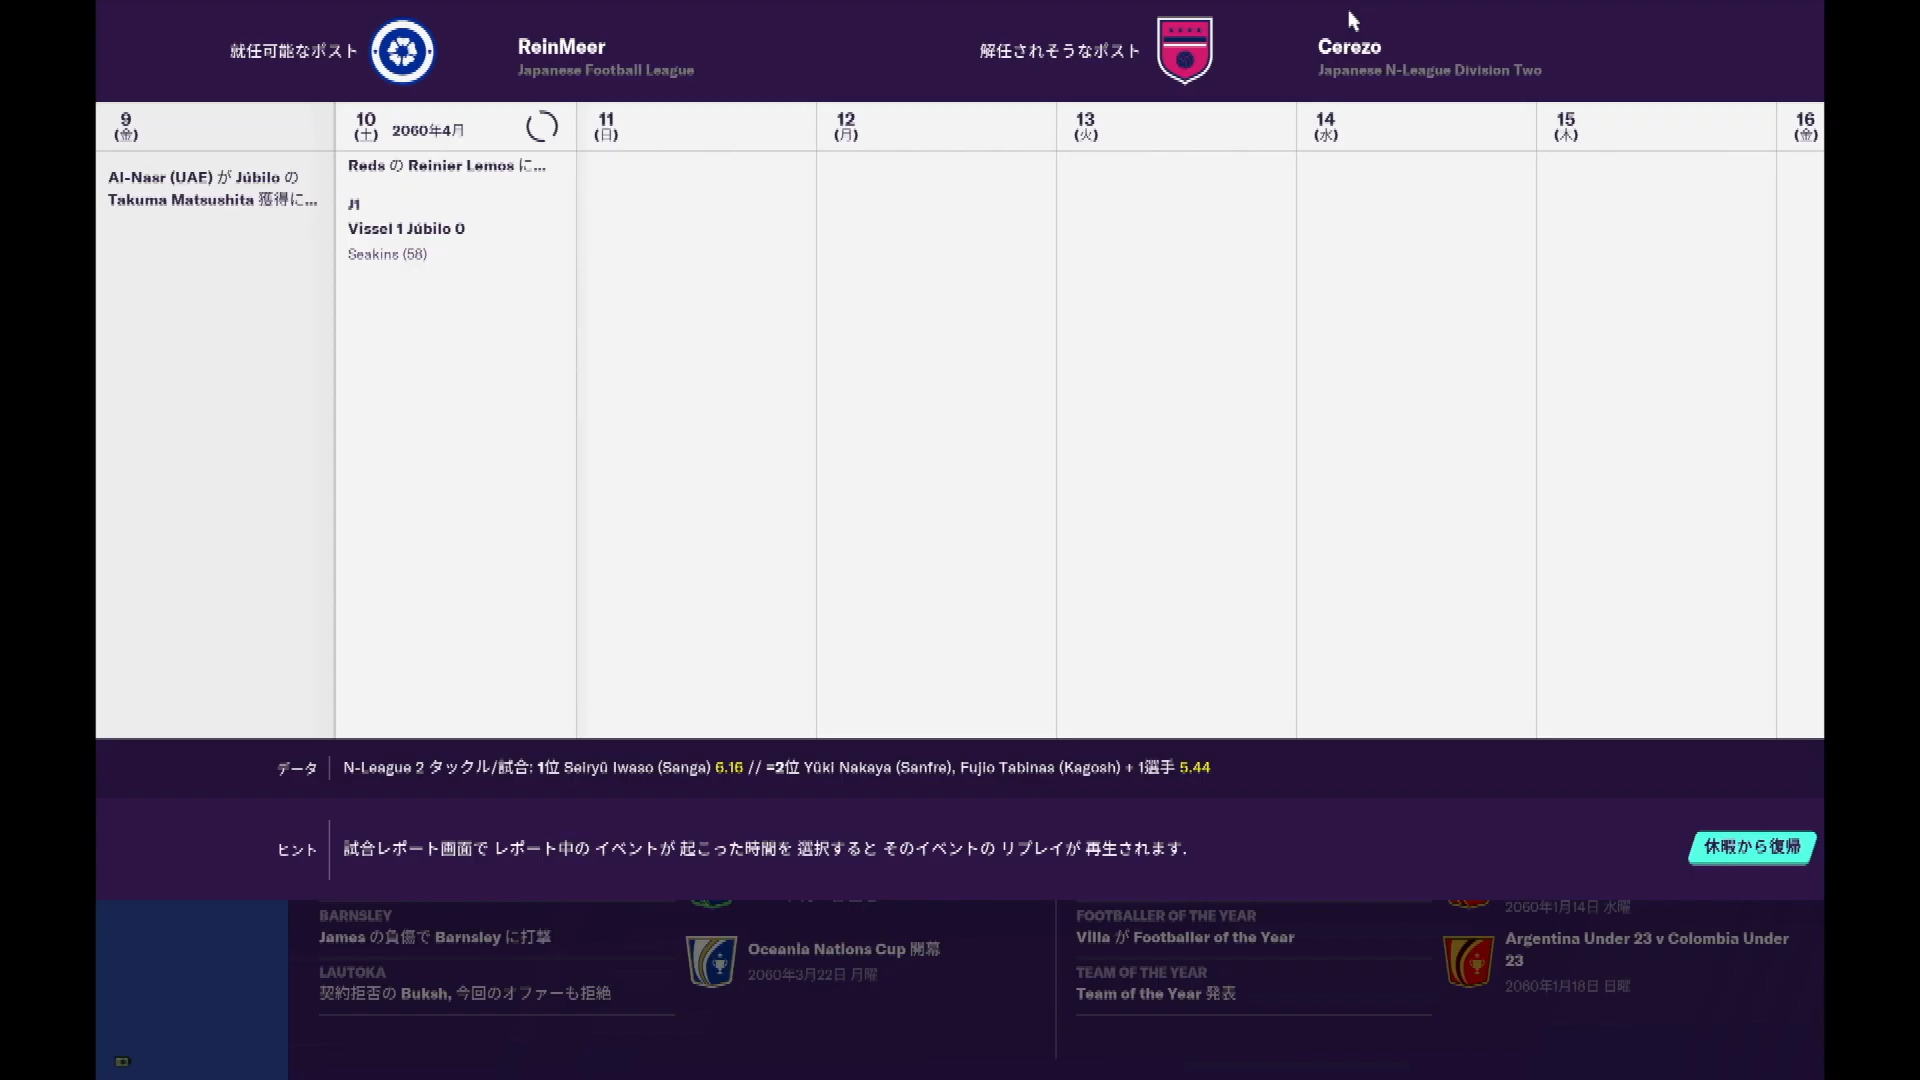 就任可能なポスト
ReinMeer
Japanese Football League
解任されそうなポスト
Cerezo
Japanese N-League Division Two
9
(金)
10
(土)
2060年4月
11
(日)
12
(月)
13
(火)
14
(水)
15
(木)
16
(金)
Al-Nasr (UAE) が Júbilo の
Takuma Matsushita 獲得に...
Reds の Reinier Lemos に...
J1
Vissel 1 Júbilo 0
Seakins (58)
データ
N-League 2 タックル/試合: 1位 Seiryū Iwaso (Sanga) 6.16 // =2位 Yūki Nakaya (Sanfre), Fujio Tabinas (Kagosh) + 1選手 5.44
ヒント
試合レポート画面で レポート中の イベントが 起こった時間を 選択すると そのイベントの リプレイが 再生されます.
休暇から復帰
BARNSLEY
James の負傷で Barnsley に打撃
LAUTOKA
契約拒否の Buksh, 今回のオファーも拒絶
Oceania Nations Cup 開幕
2060年3月22日 月曜
FOOTBALLER OF THE YEAR
Villa が Footballer of the Year
TEAM OF THE YEAR
Team of the Year 発表
2060年1月14日 水曜
Argentina Under 23 v Colombia Under
23
2060年1月18日 日曜